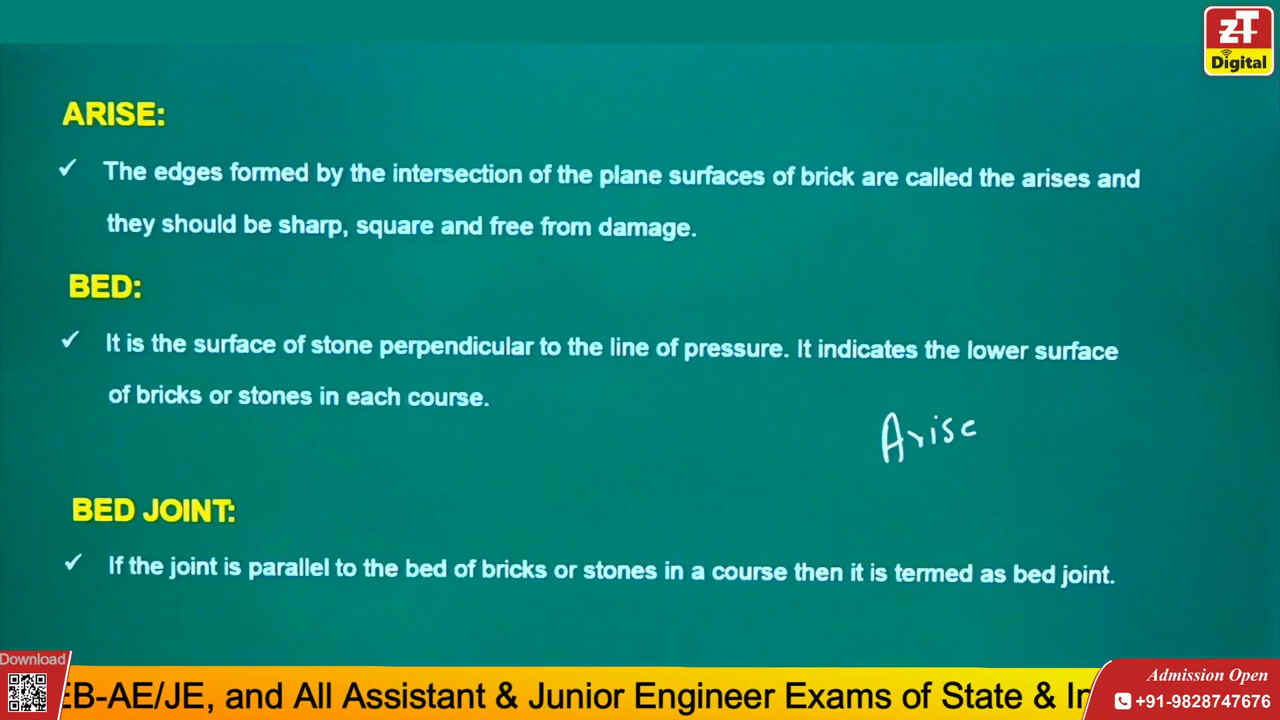 ZT
Digital
ARISE:
✓ The edges formed by the intersection of the plane surfaces of brick are called the arises and
they should be sharp, square and free from damage.
BED:
✓ It is the surface of stone perpendicular to the line of pressure. It indicates the lower surface
of bricks or stones in each course.
Arise
BED JOINT:
✓ If the joint is parallel to the bed of bricks or stones in a course then it is termed as bed joint.
Download
EB-AE/JE, and All Assistant & Junior Engineer Exams of State & In
Admission Open
+91-9828747676